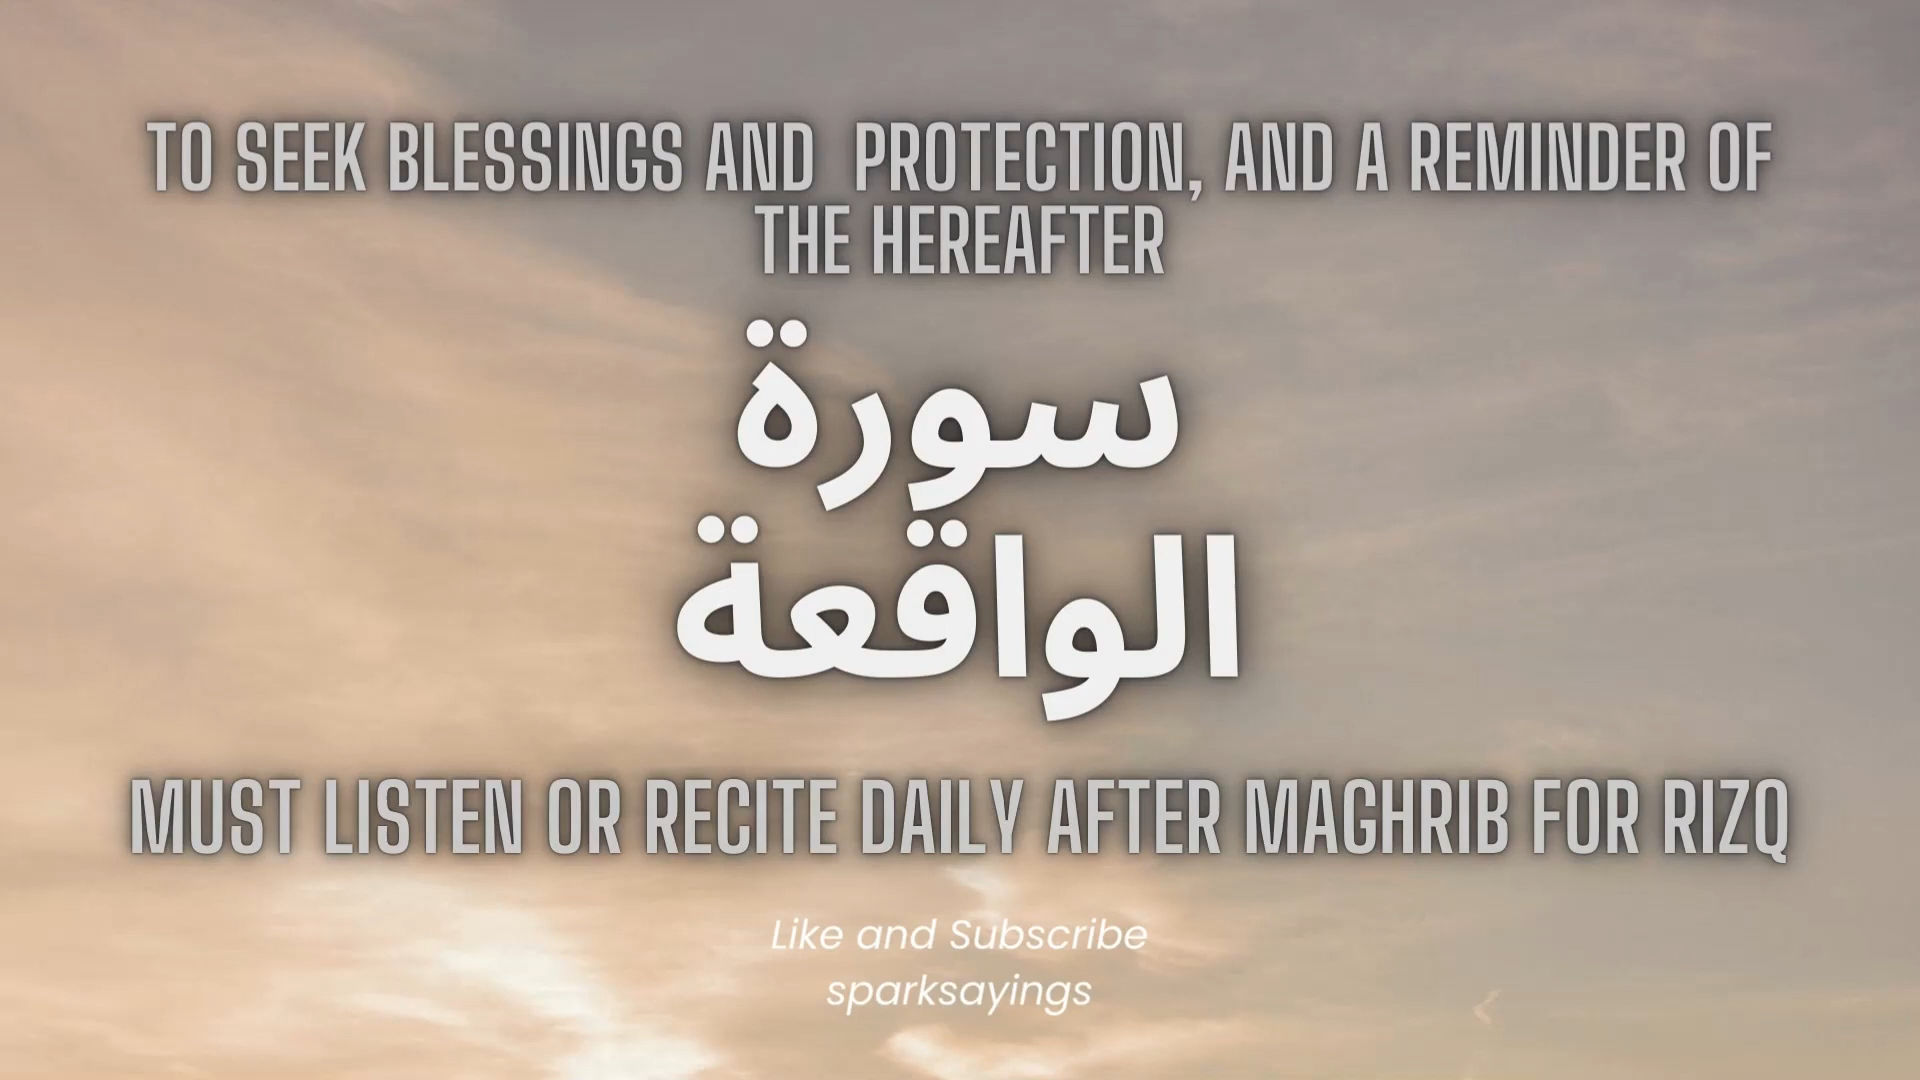 TO SEEK BLESSINGS AND PROTECTION, AND A REMINDER OF
THE HEREAFTER
سورة
الواقعة
MUST LISTEN OR RECITE DAILY AFTER MAGHRIB FOR RIZQ
Like and Subscribe
sparksayings